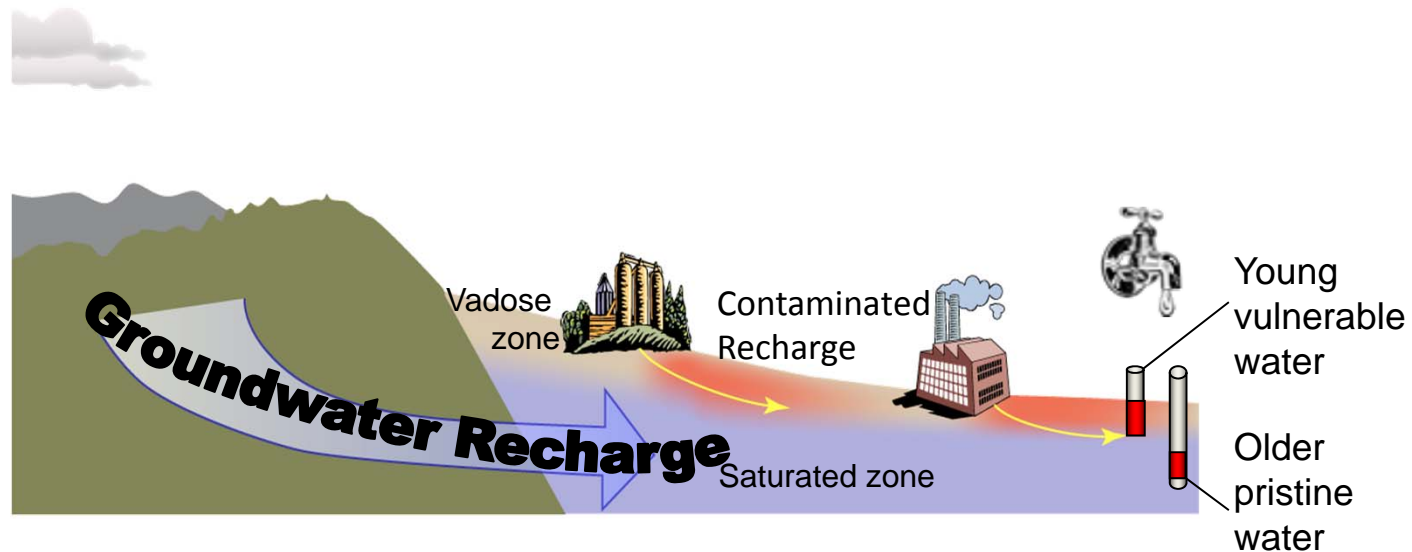 Groundwater Recharge
Vadose
zone
Contaminated
Recharge
Saturated zone
Young
vulnerable
water
Older
pristine
water